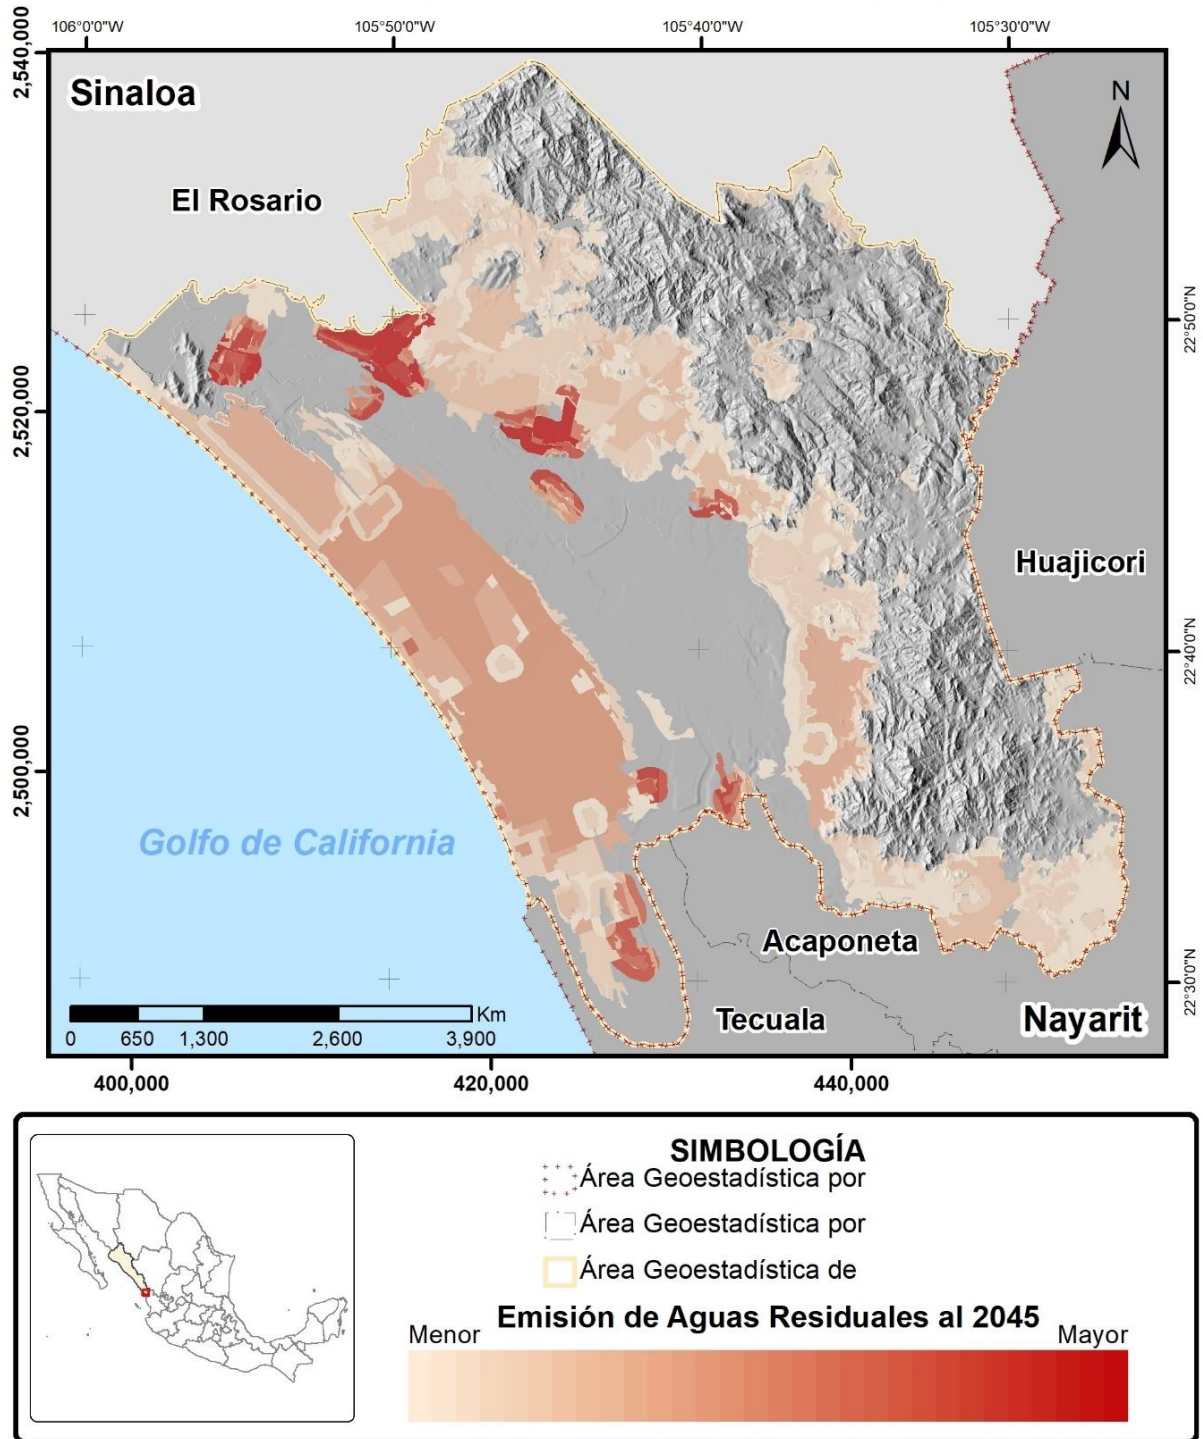 106°0'0"W 105°50'0"W 105°40'0"W 105°30'0"W
2,540,000
Sinaloa
N
El Rosario
22°50'0"N
2,520,000
Huajicori
22°40'0"N
2,500,000
Golfo de California
Acaponeta
22°30'0"N
Tecuala
Nayarit
Km
0 650 1,300 2,600 3,900
400,000 420,000 440,000
SIMBOLOGÍA
Área Geoestadística por
Área Geoestadística por
Área Geoestadística de
Emisión de Aguas Residuales al 2045
Menor Mayor